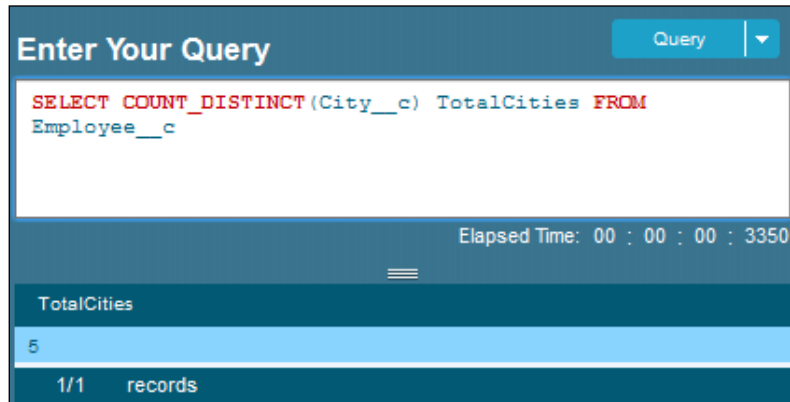 Enter Your Query
Query
SELECT COUNT_DISTINCT(City__c) TotalCities FROM
Employee__c
Elapsed Time: 00 : 00 : 00 : 3350
TotalCities
5
1/1 records